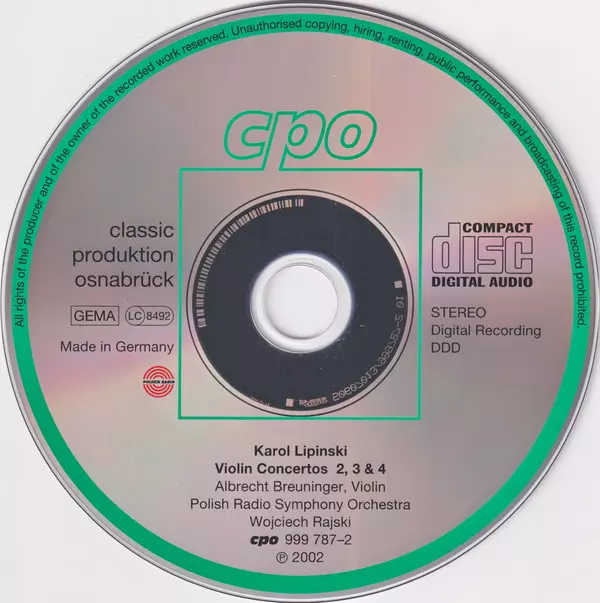 All rights of the producer and of the owner of the recorded work reserved. Unauthorised copying, hiring, renting, public performance and broadcasting of this record prohibited.
cpo
classic
produktion
osnabrück
GEMA LC 8492
Made in Germany
POLSKIE RADIO
COMPACT
disc
DIGITAL AUDIO
STEREO
Digital Recording
DDD
Karol Lipinski
Violin Concertos 2, 3 & 4
Albrecht Breuninger, Violin
Polish Radio Symphony Orchestra
Wojciech Rajski
cpo 999 787–2
℗ 2002